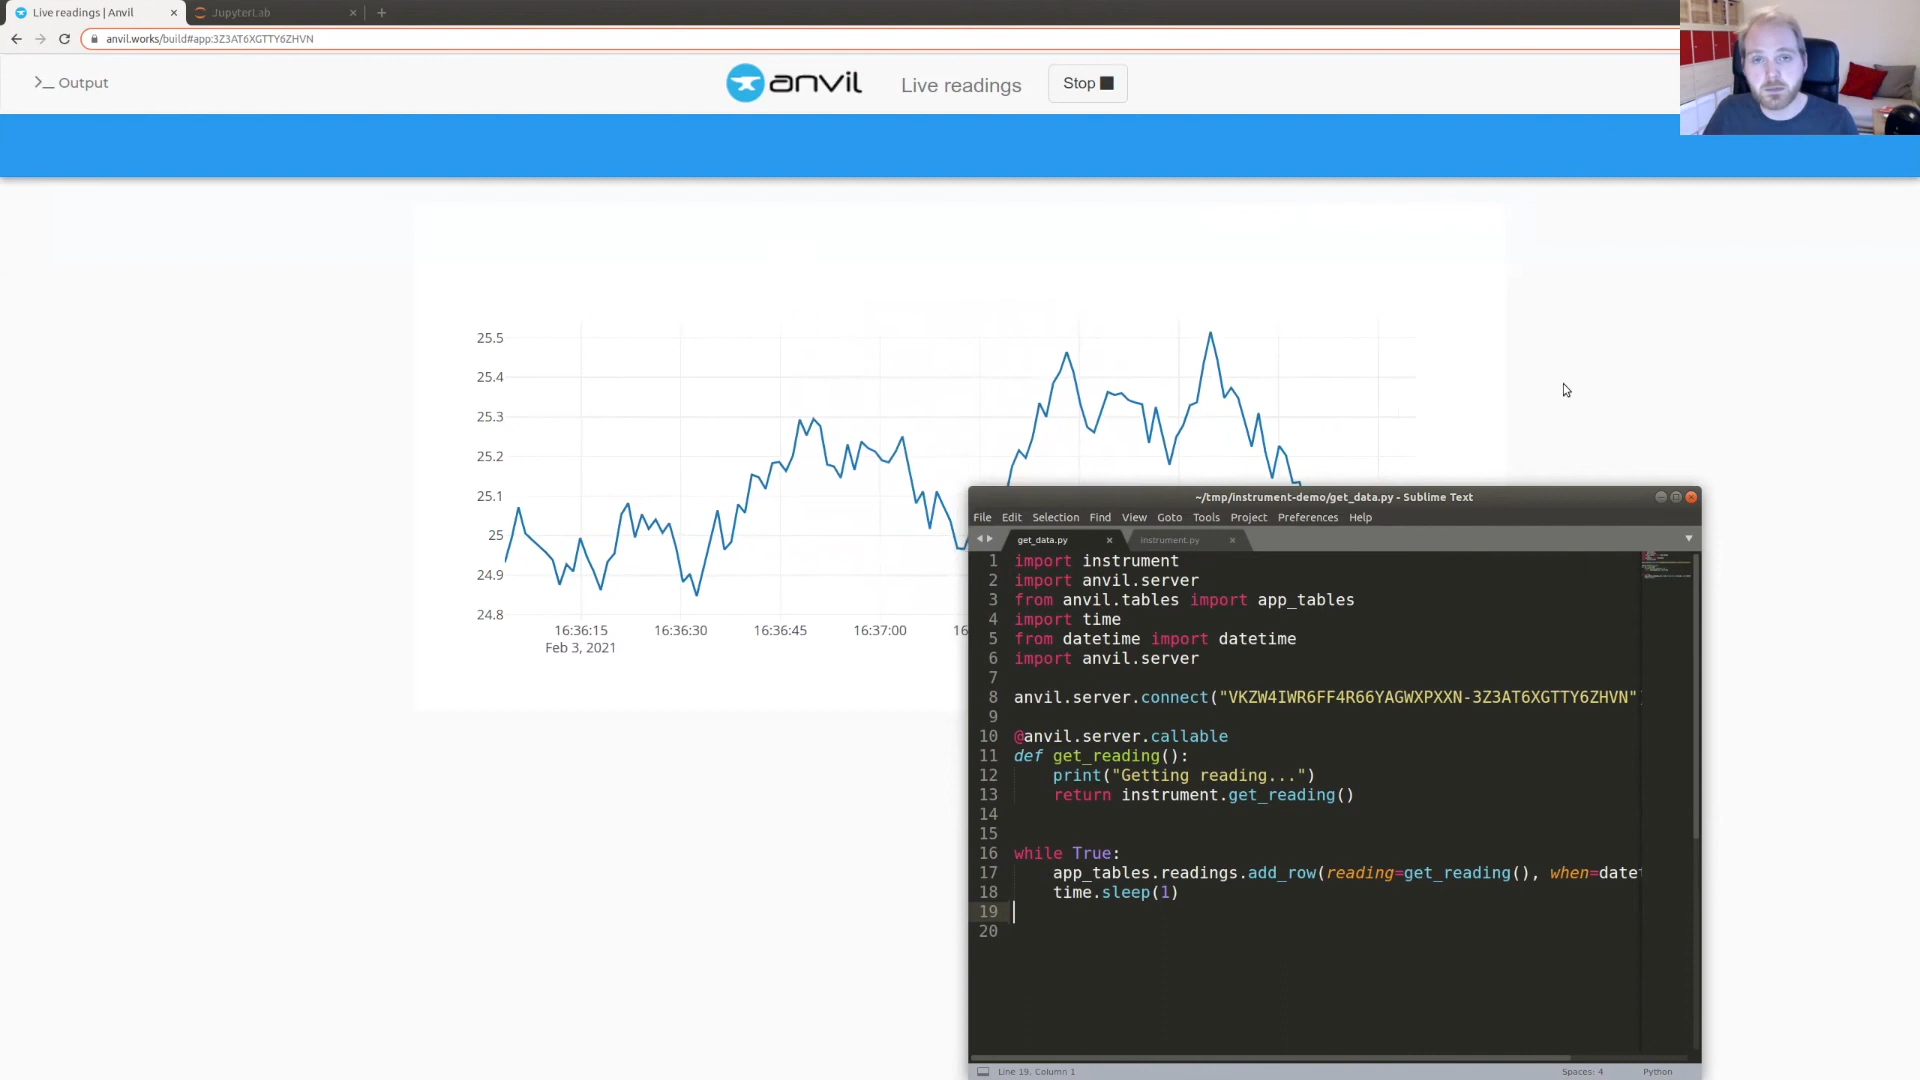 Live readings | Anvil
JupyterLab
anvil.works/build#app:3Z3AT6XGTTY6ZHVN
>_ Output
anvil
Live readings
Stop
25.5
25.4
25.3
25.2
25.1
25
24.9
24.8
16:36:15
16:36:30
16:36:45
16:37:00
16
Feb 3, 2021
~/tmp/instrument-demo/get_data.py - Sublime Text
File Edit Selection Find View Goto Tools Project Preferences Help
get_data.py
instrument.py
1 import instrument
2 import anvil.server
3 from anvil.tables import app_tables
4 import time
5 from datetime import datetime
6 import anvil.server
7
8 anvil.server.connect("VKZW4IWR6FF4R66YAGWXPXXN-3Z3AT6XGTTY6ZHVN")
9
10 @anvil.server.callable
11 def get_reading():
12 print("Getting reading...")
13 return instrument.get_reading()
14
15
16 while True:
17 app_tables.readings.add_row(reading=get_reading(), when=datet
18 time.sleep(1)
19
20
Line 19, Column 1
Spaces: 4
Python